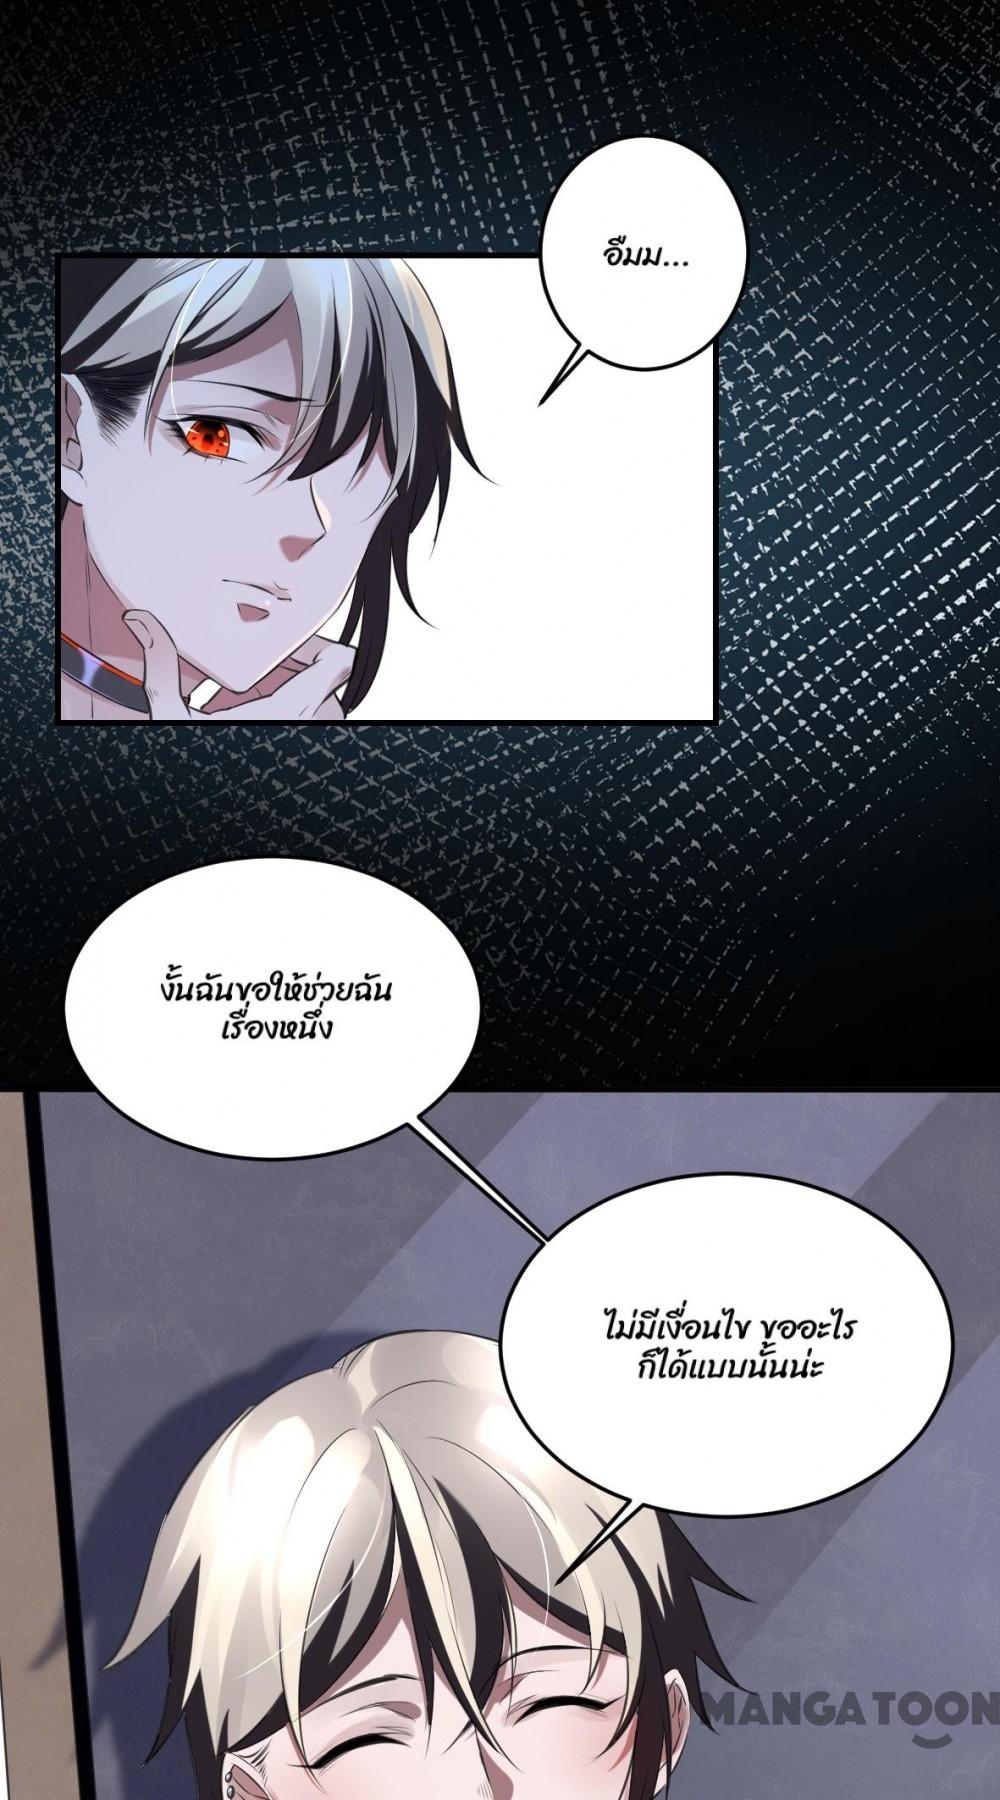 อืมม...
งั้นฉันขอให้ช่วยฉัน
เรื่องหนึ่ง
ไม่มีเงื่อนไข ขออะไร
ก็ได้แบบนั้นน่ะ
MANGA TOON